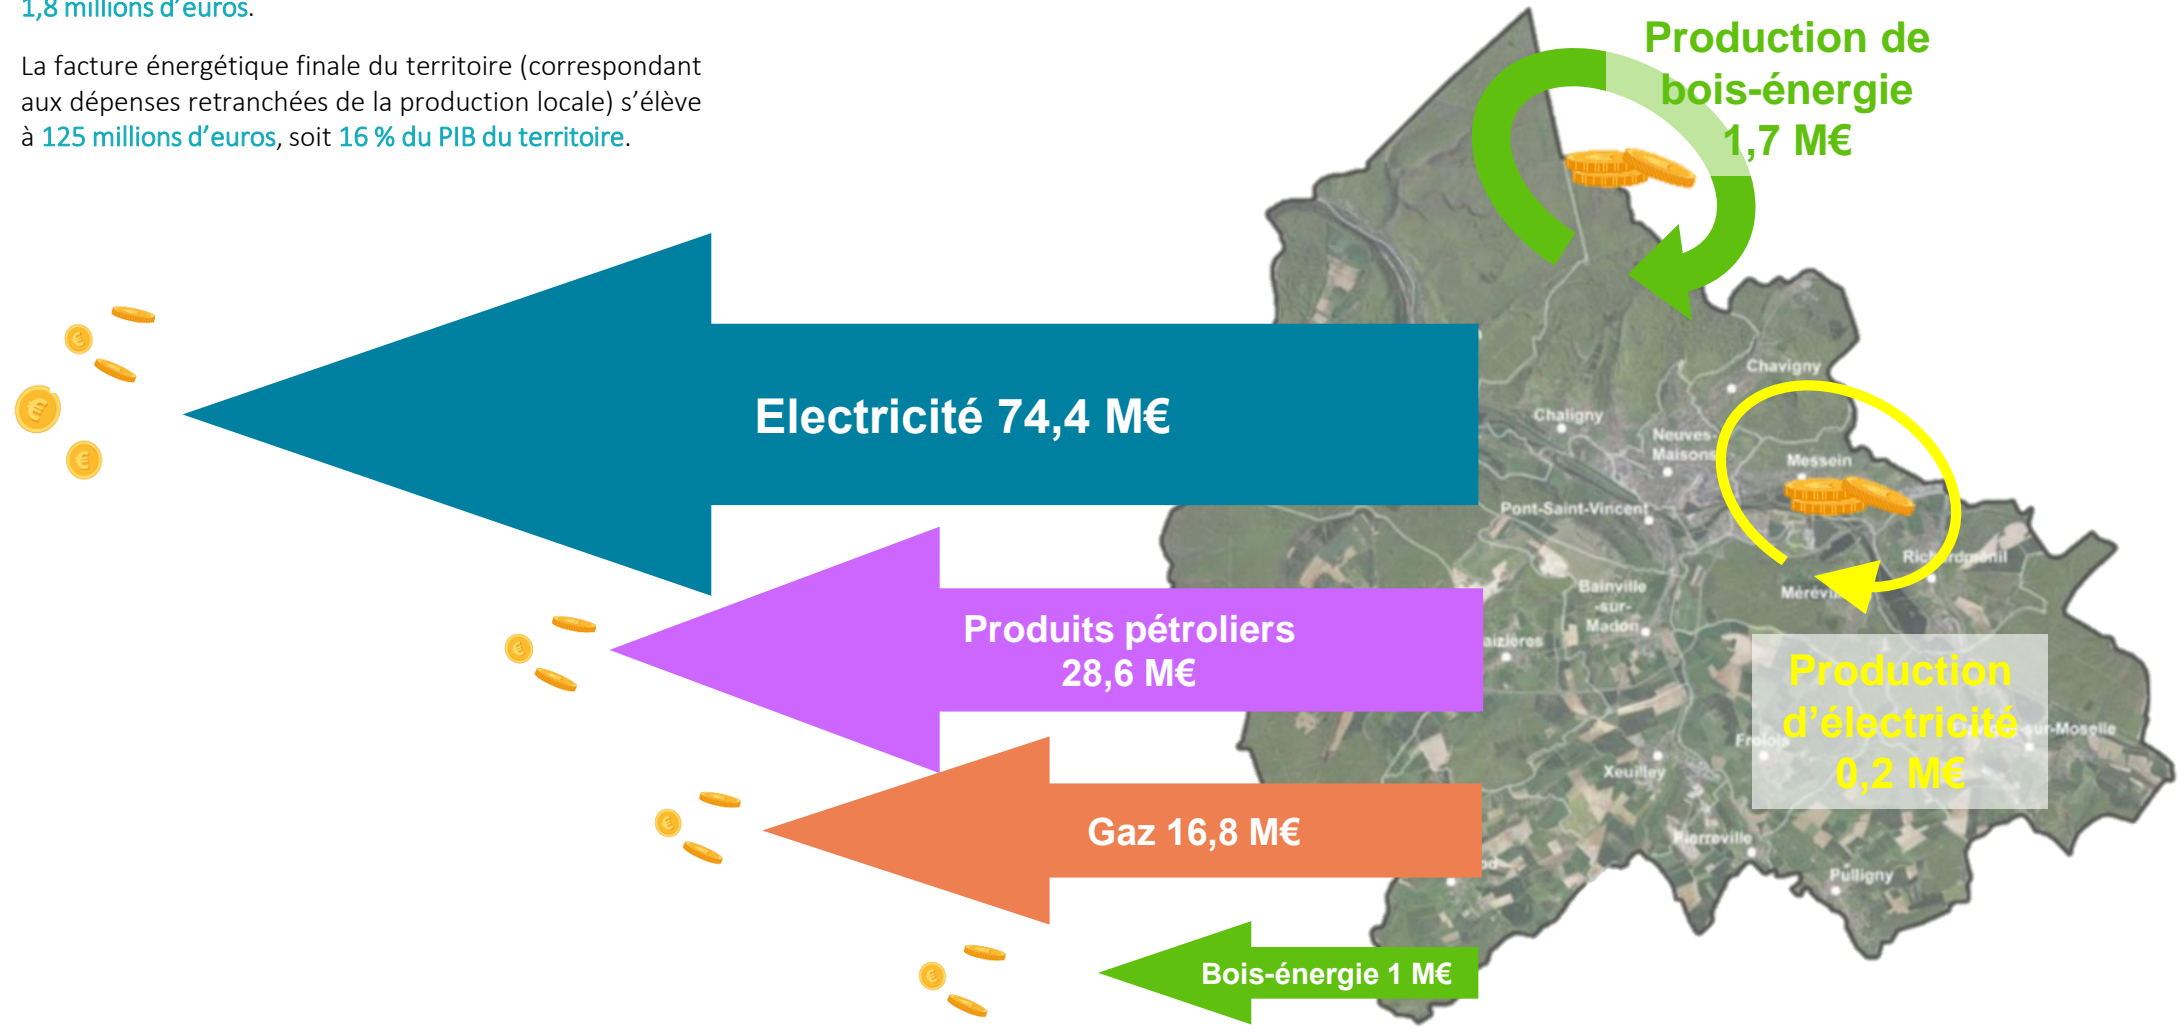 1,8 millions d’euros.
La facture énergétique finale du territoire (correspondant
aux dépenses retranchées de la production locale) s’élève
à 125 millions d’euros, soit 16 % du PIB du territoire.
Production de
bois-énergie
1,7 M€
Chavigny
Chaligny
Neuves-
Maisons
Messein
Electricité 74,4 M€
Pont-Saint-Vincent
Richardménil
Bainville
-sur-
Madon
Produits pétroliers
28,6 M€
Production
d’électricité
0,2 M€
Frolois
sur-Moselle
Xeuilley
Gaz 16,8 M€
Pierreville
Pulligny
Bois-énergie 1 M€